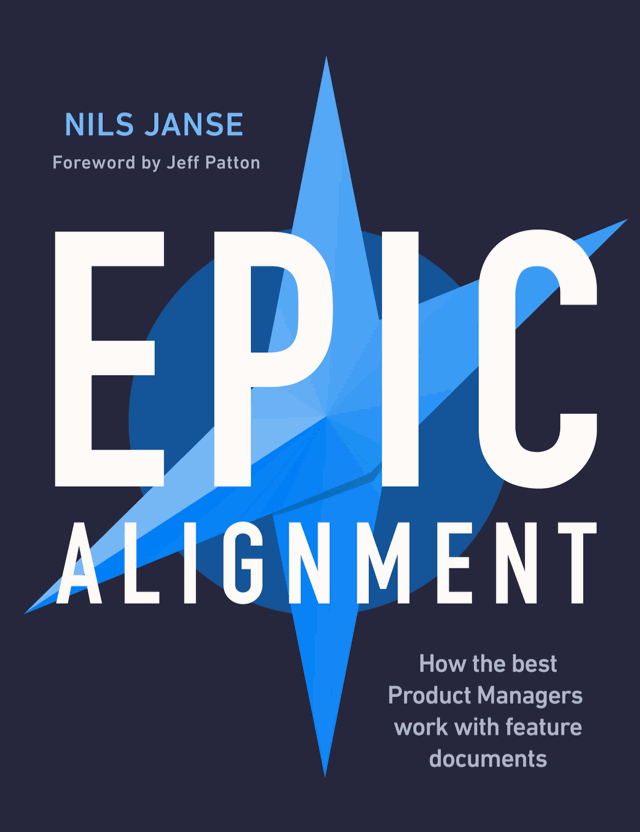 NILS JANSE
Foreword by Jeff Patton
EPIC
ALIGNMENT
How the best
Product Managers
work with feature
documents